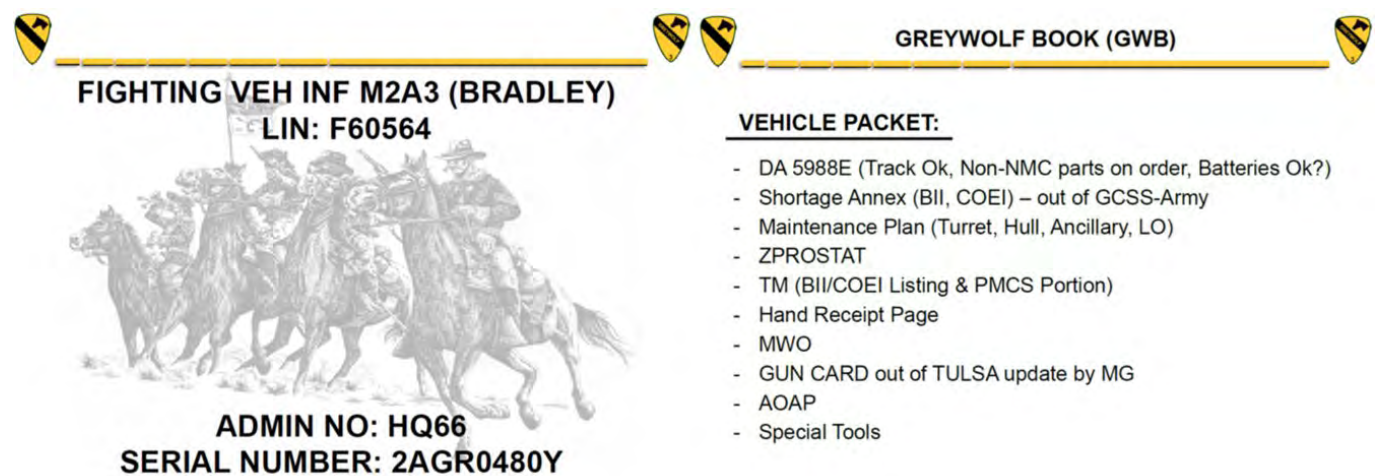 FIGHTING VEH INF M2A3 (BRADLEY)
LIN: F60564
ADMIN NO: HQ66
SERIAL NUMBER: 2AGR0480Y
GREYWOLF BOOK (GWB)
VEHICLE PACKET:
- DA 5988E (Track Ok, Non-NMC parts on order, Batteries Ok?)
- Shortage Annex (BII, COEI) – out of GCSS-Army
- Maintenance Plan (Turret, Hull, Ancillary, LO)
- ZPROSTAT
- TM (BII/COEI Listing & PMCS Portion)
- Hand Receipt Page
- MWO
- GUN CARD out of TULSA update by MG
- AOAP
- Special Tools